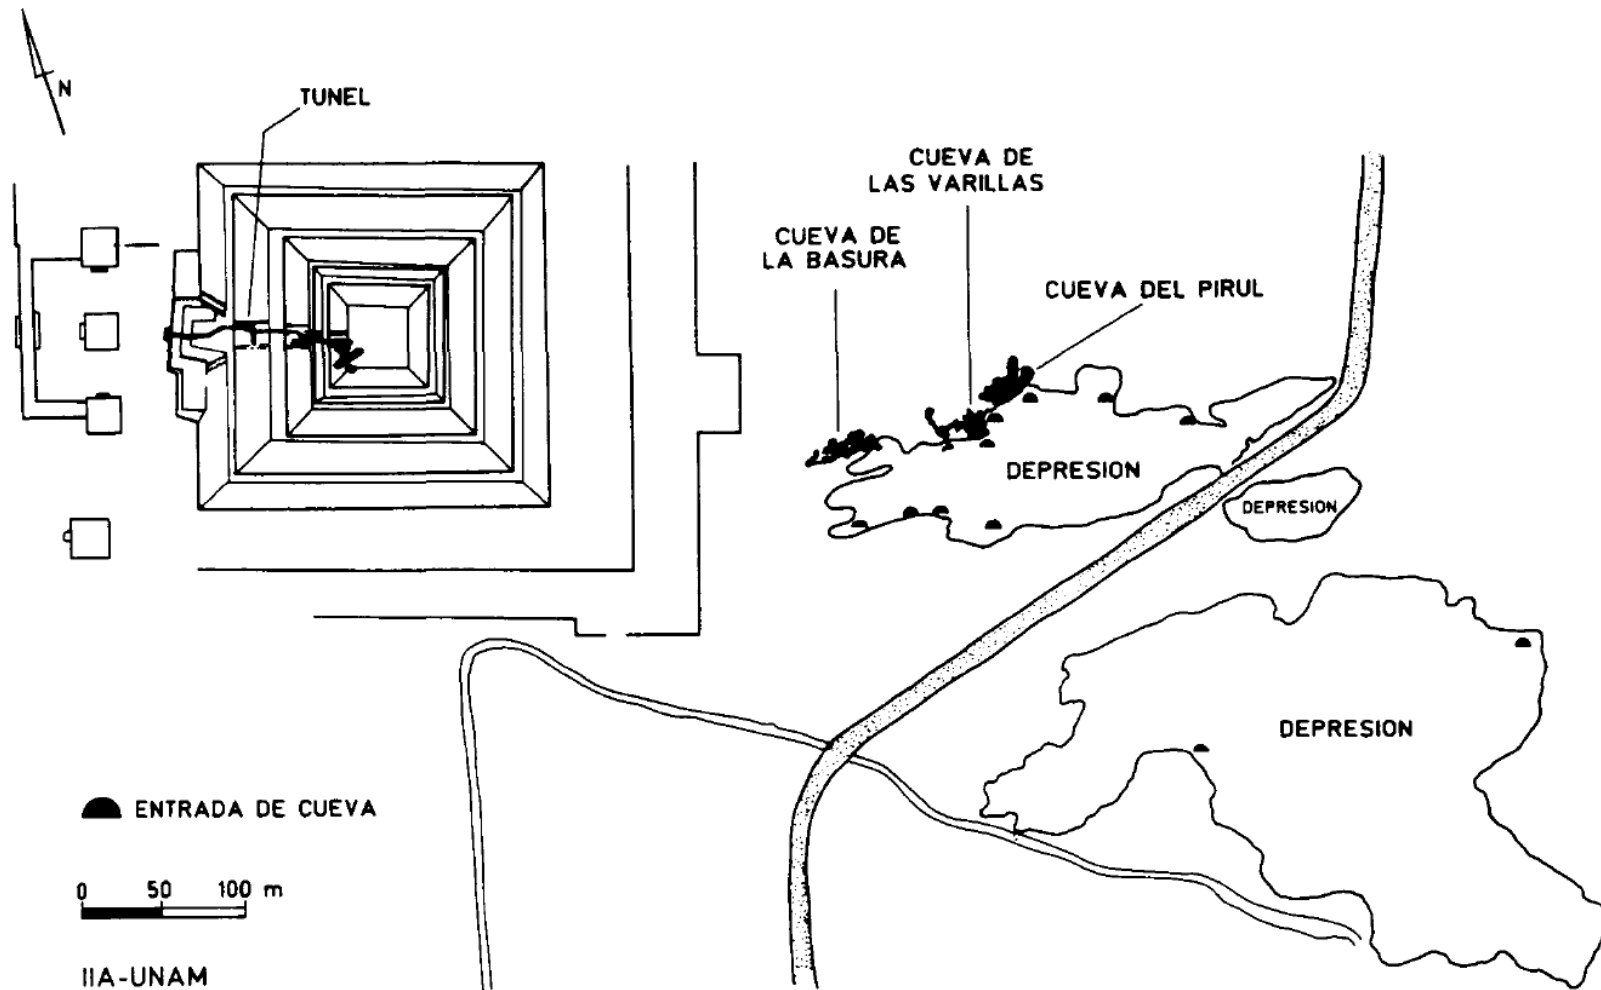 N
TUNEL
CUEVA DE
LAS VARILLAS
CUEVA DE
LA BASURA
CUEVA DEL PIRUL
DEPRESION
DEPRESION
DEPRESION
ENTRADA DE CUEVA
0 50 100 m
IIA-UNAM